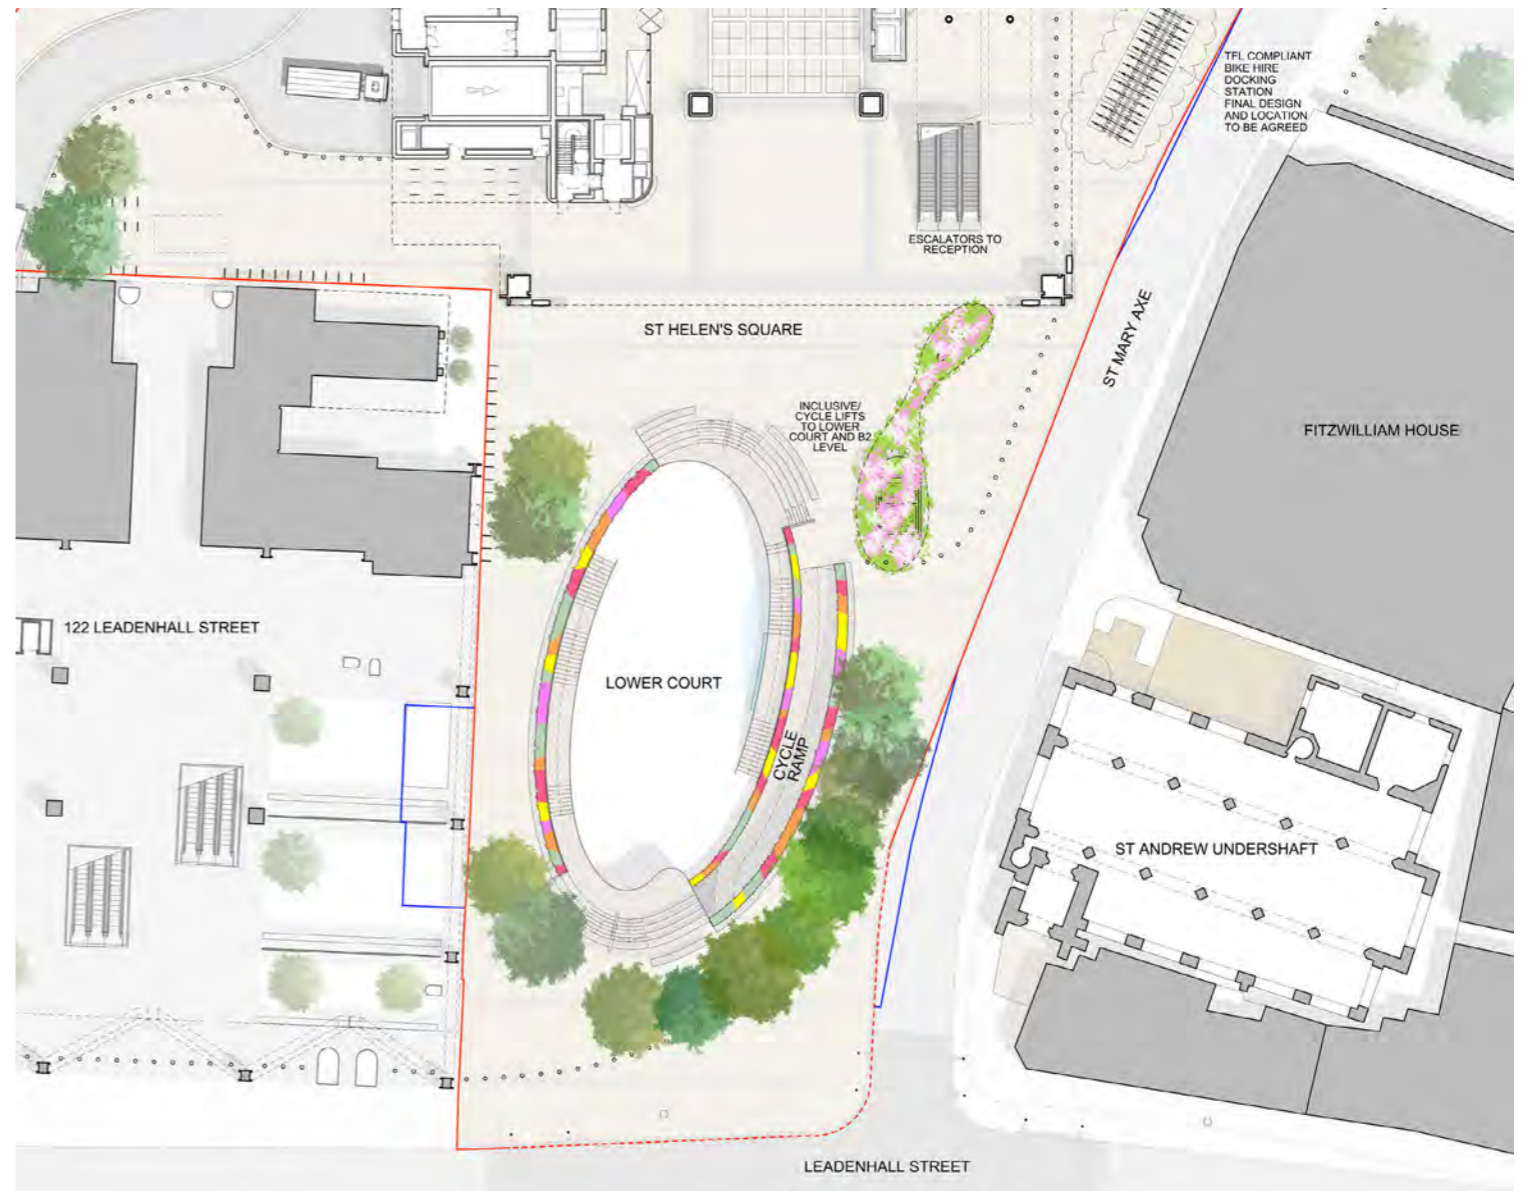 TFL COMPLIANT
BIKE HIRE
DOCKING
STATION
FINAL DESIGN
AND LOCATION
TO BE AGREED
ESCALATORS TO
RECEPTION
ST HELEN'S SQUARE
ST MARY AXE
INCLUSIVE/
CYCLE LIFTS
TO LOWER
COURT AND B2
LEVEL
FITZWILLIAM HOUSE
122 LEADENHALL STREET
LOWER COURT
CYCLE
RAMP
ST ANDREW UNDERSHAFT
LEADENHALL STREET